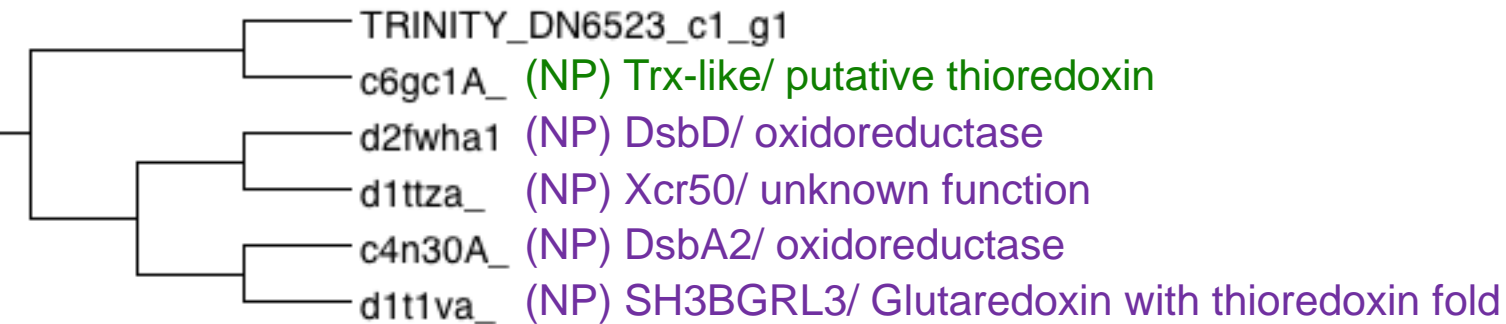 TRINITY_DN6523_c1_g1
c6gc1A_ (NP) Trx-like/ putative thioredoxin
d2fwha1 (NP) DsbD/ oxidoreductase
d1ttza_ (NP) Xcr50/ unknown function
c4n30A_ (NP) DsbA2/ oxidoreductase
d1t1va_ (NP) SH3BGRL3/ Glutaredoxin with thioredoxin fold